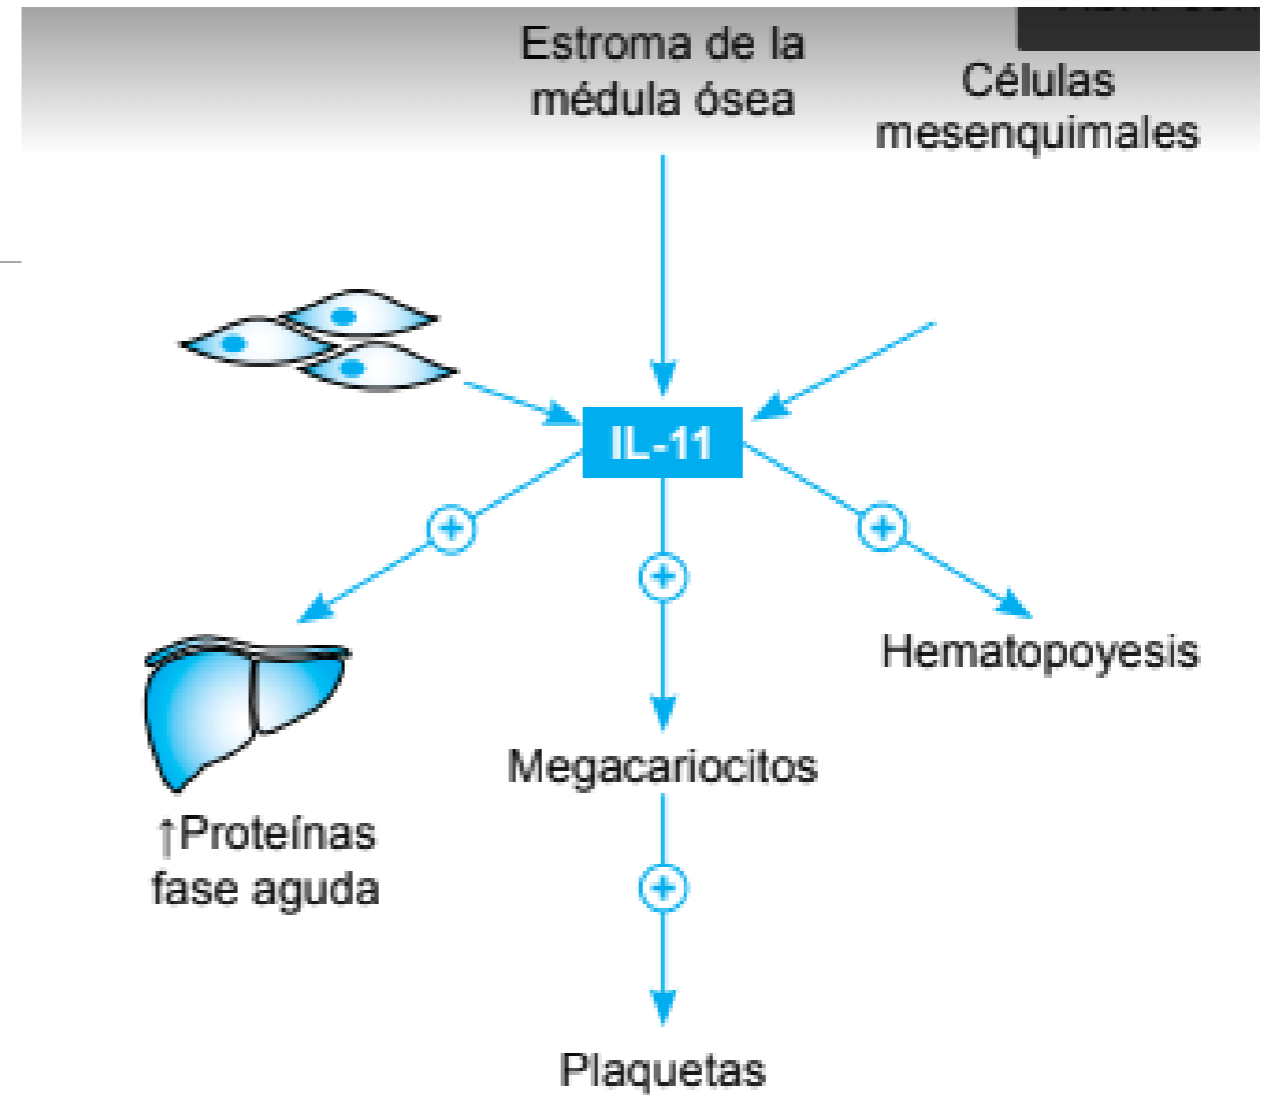 Estroma de la
médula ósea
Células
mesenquimales
IL-11
+
+
+
Hematopoyesis
Megacariocitos
↑Proteínas
fase aguda
+
Plaquetas